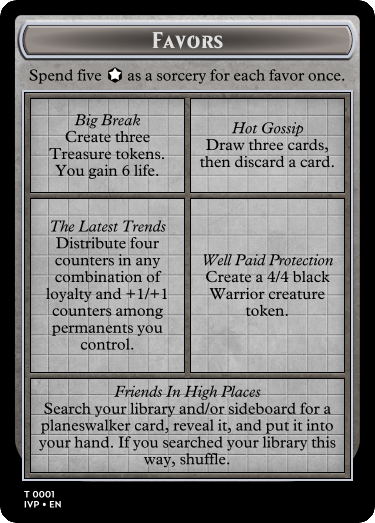 Favors
Spend five as a sorcery for each favor once.
Big Break
Create three
Treasure tokens.
You gain 6 life.
Hot Gossip
Draw three cards,
then discard a card.
The Latest Trends
Distribute four
counters in any
combination of
loyalty and +1/+1
counters among
permanents you
control.
Well Paid Protection
Create a 4/4 black
Warrior creature
token.
Friends In High Places
Search your library and/or sideboard for a
planeswalker card, reveal it, and put it into
your hand. If you searched your library this
way, shuffle.
T 0001
IVP • EN